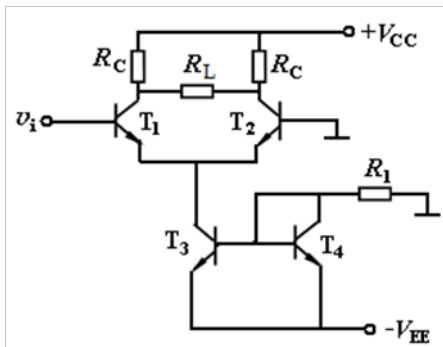 +V_CC
R_C
R_L
R_C
v_i
T_1
T_2
R_1
T_3
T_4
-V_EE